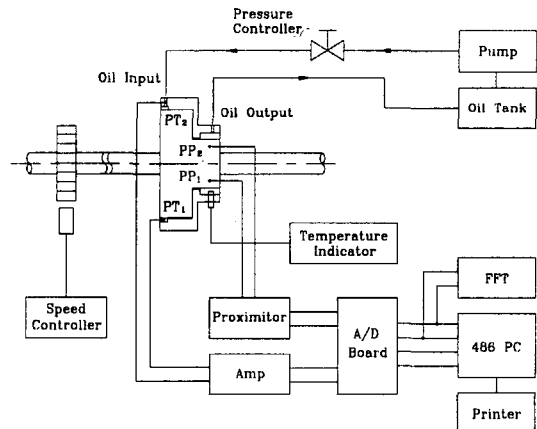 Pressure
Controller
Pump
Oil Input
Oil Output
Oil Tank
PT2
PP2
PP1
PT1
Temperature
Indicator
Speed
Controller
Proximitor
A/D
Board
FFT
486 PC
Amp
Printer